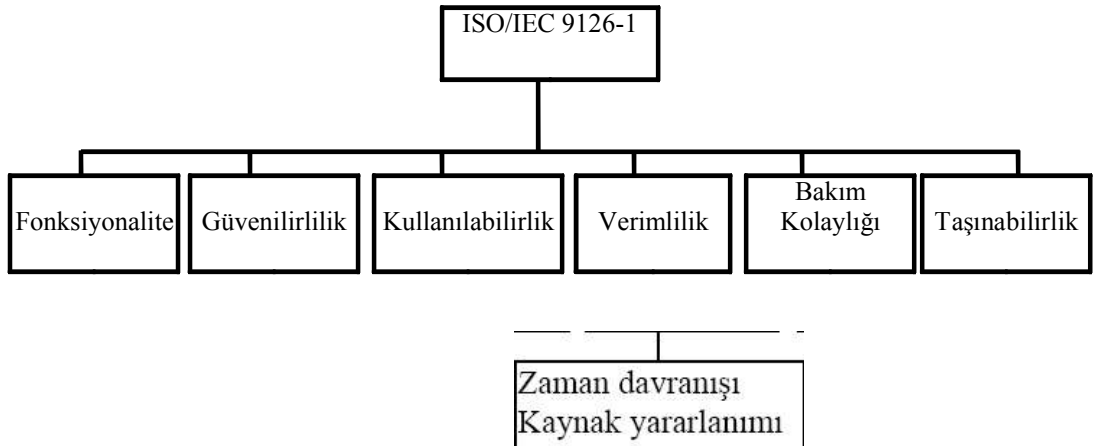 ISO/IEC 9126-1
Fonksiyonalite
Güvenilirlilik
Kullanılabilirlik
Verimlilik
Bakım
Kolaylığı
Taşınabilirlik
Zaman davranışı
Kaynak yararlanımı